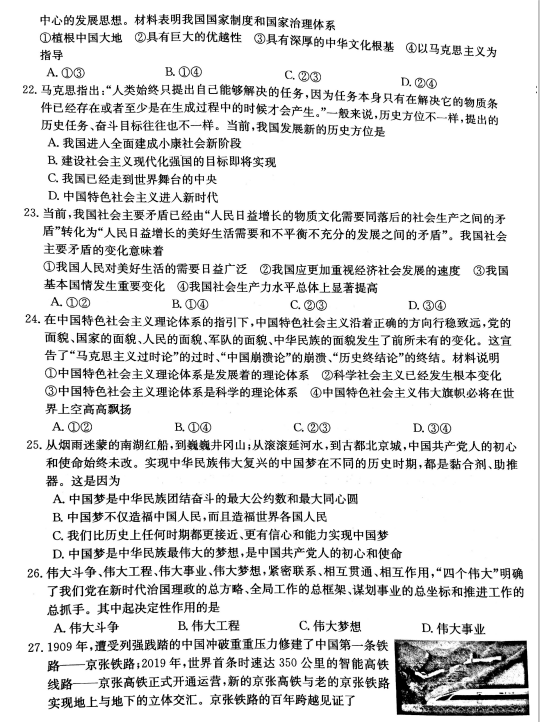 中心的发展思想。材料表明我国国家制度和国家治理体系
①植根中国大地 ②具有巨大的优越性 ③具有深厚的中华文化根基 ④以马克思主义为
指导
A. ①③ B. ①④ C. ②③ D. ②④
22. 马克思指出:“人类始终只提出自己能够解决的任务,因为任务本身只有在解决它的物质条
件已经存在或者至少是在生成过程中的时候才会产生。”一般来说,历史方位不一样,提出的
历史任务、奋斗目标往往也不一样。当前,我国发展新的历史方位是
A. 我国进入全面建成小康社会新阶段
B. 建设社会主义现代化强国的目标即将实现
C. 我国已经走到世界舞台的中央
D. 中国特色社会主义进入新时代
23. 当前,我国社会主要矛盾已经由“人民日益增长的物质文化需要同落后的社会生产之间的矛
盾”转化为“人民日益增长的美好生活需要和不平衡不充分的发展之间的矛盾”。我国社会
主要矛盾的变化意味着
①我国人民对美好生活的需要日益广泛 ②我国应更加重视经济社会发展的速度 ③我国
基本国情发生重要变化 ④我国社会生产力水平总体上显著提高
A. ①② B. ①④ C. ②③ D. ③④
24. 在中国特色社会主义理论体系的指引下,中国特色社会主义沿着正确的方向行稳致远,党的
面貌、国家的面貌、人民的面貌、军队的面貌、中华民族的面貌发生了前所未有的变化。这宣
告了“马克思主义过时论”的过时、“中国崩溃论”的崩溃、“历史终结论”的终结。材料说明
①中国特色社会主义理论体系是发展着的理论体系 ②科学社会主义已经发生根本变化
③中国特色社会主义理论体系是科学的理论体系 ④中国特色社会主义伟大旗帜必将在世
界上空高高飘扬
A. ①② B. ①④ C. ②③ D. ③④
25. 从烟雨迷蒙的南湖红船,到巍巍井冈山;从滚滚延河水,到古都北京城,中国共产党人的初心
和使命始终未改。实现中华民族伟大复兴的中国梦在不同的历史时期,都是黏合剂、助推
器。这是因为
A. 中国梦是中华民族团结奋斗的最大公约数和最大同心圆
B. 中国梦不仅造福中国人民,而且造福世界各国人民
C. 我们比历史上任何时期都更接近、更有信心和能力实现中国梦
D. 中国梦是中华民族最伟大的梦想,是中国共产党人的初心和使命
26. 伟大斗争、伟大工程、伟大事业、伟大梦想,紧密联系、相互贯通、相互作用,“四个伟大”明确
了我们党在新时代治国理政的总方略、全局工作的总框架、谋划事业的总坐标和推进工作的
总抓手。其中起决定性作用的是
A. 伟大斗争 B. 伟大工程 C. 伟大梦想 D. 伟大事业
27. 1909 年,遭受列强践踏的中国冲破重重压力修建了中国第一条铁
路——京张铁路;2019 年,世界首条时速达 350 公里的智能高铁
线路——京张高铁正式开通运营,新的京张高铁与老的京张铁路
实现地上与地下的立体交汇。京张铁路的百年跨越见证了